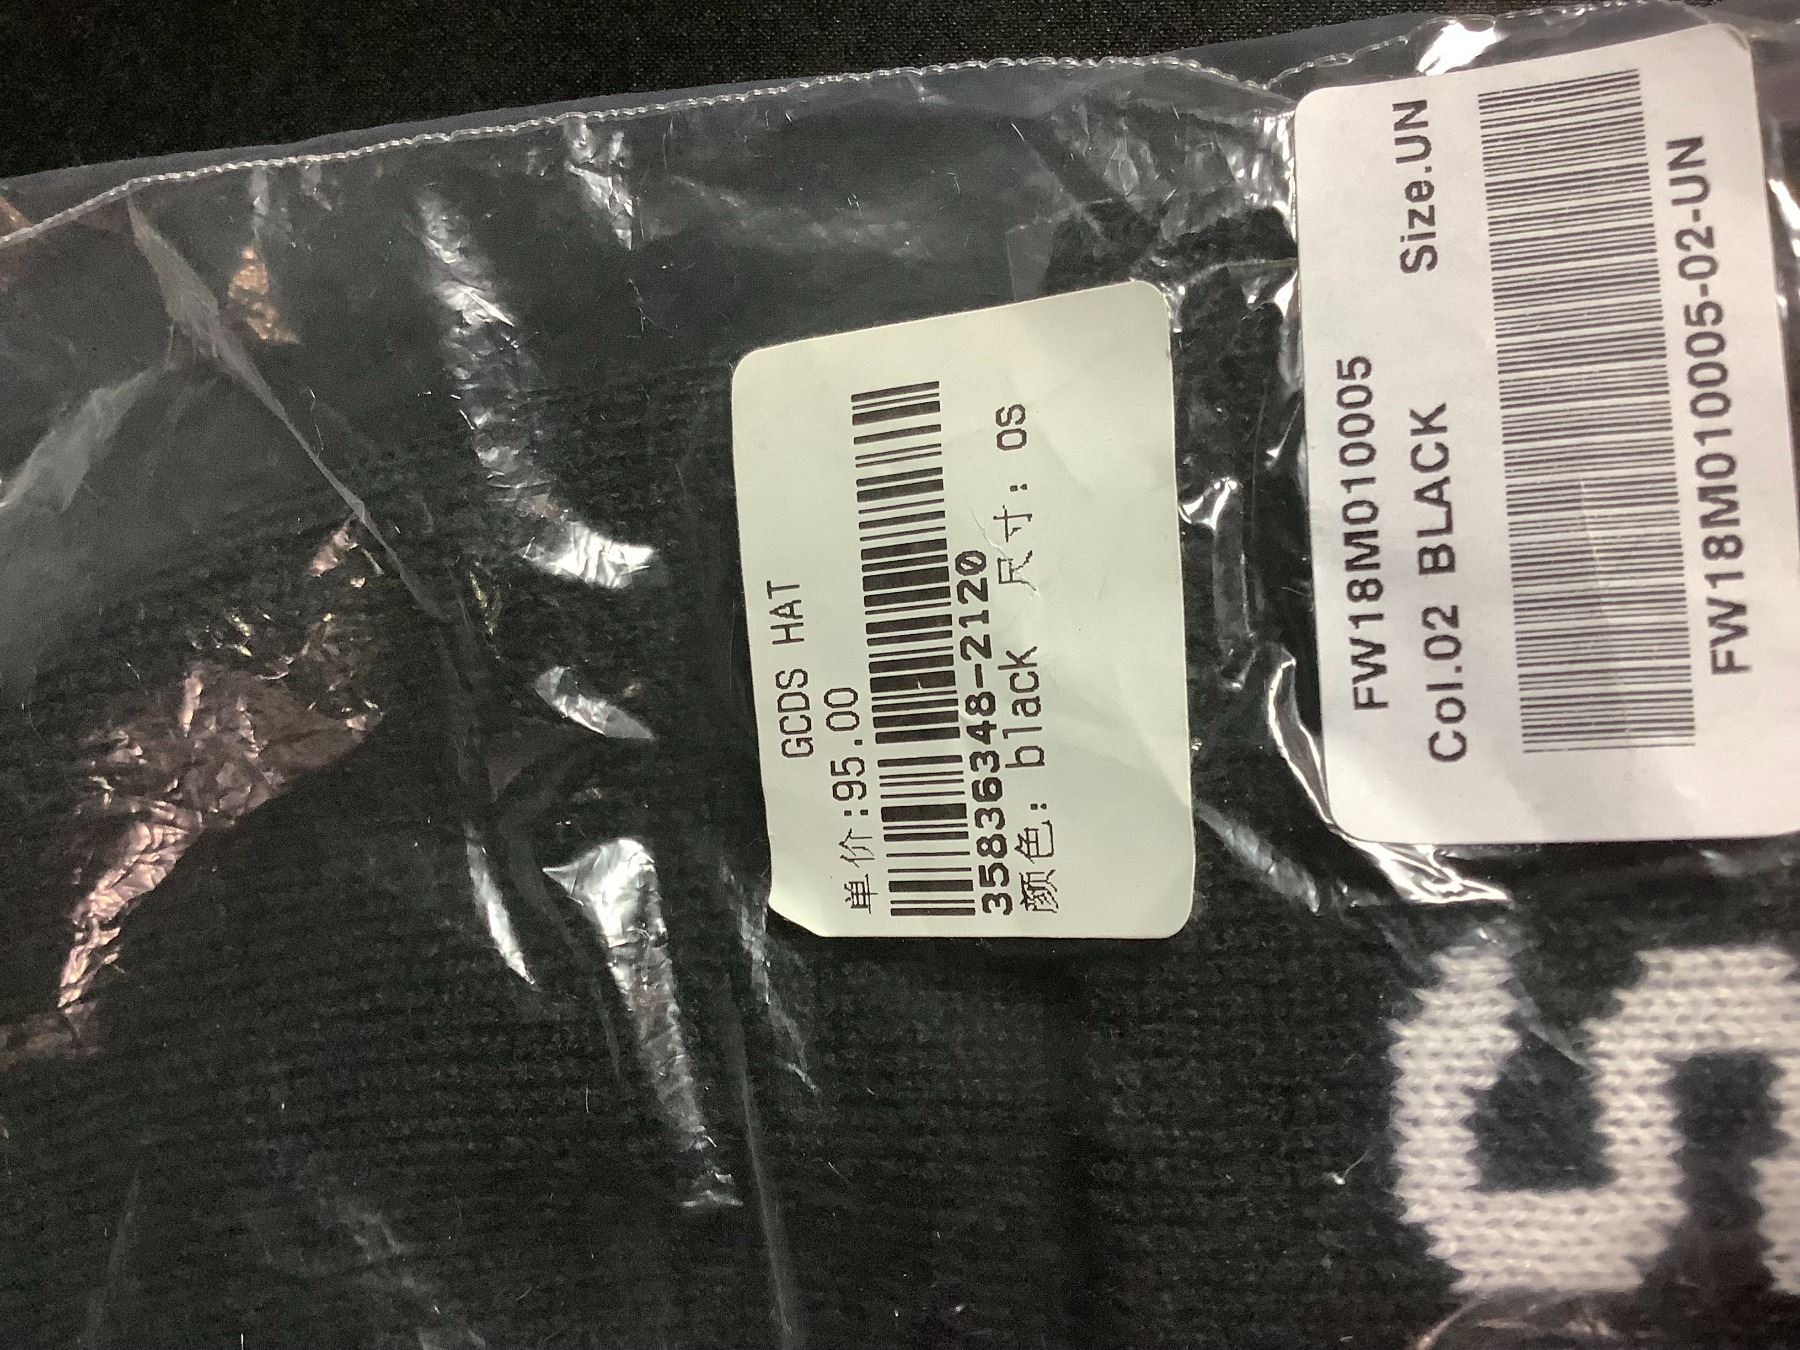 GCDS HAT
单价::95.00
35836348-2120
颜色: black 尺寸: OS
FW18M010005
Col.02 BLACK Size.UN
FW18M010005-02-UN